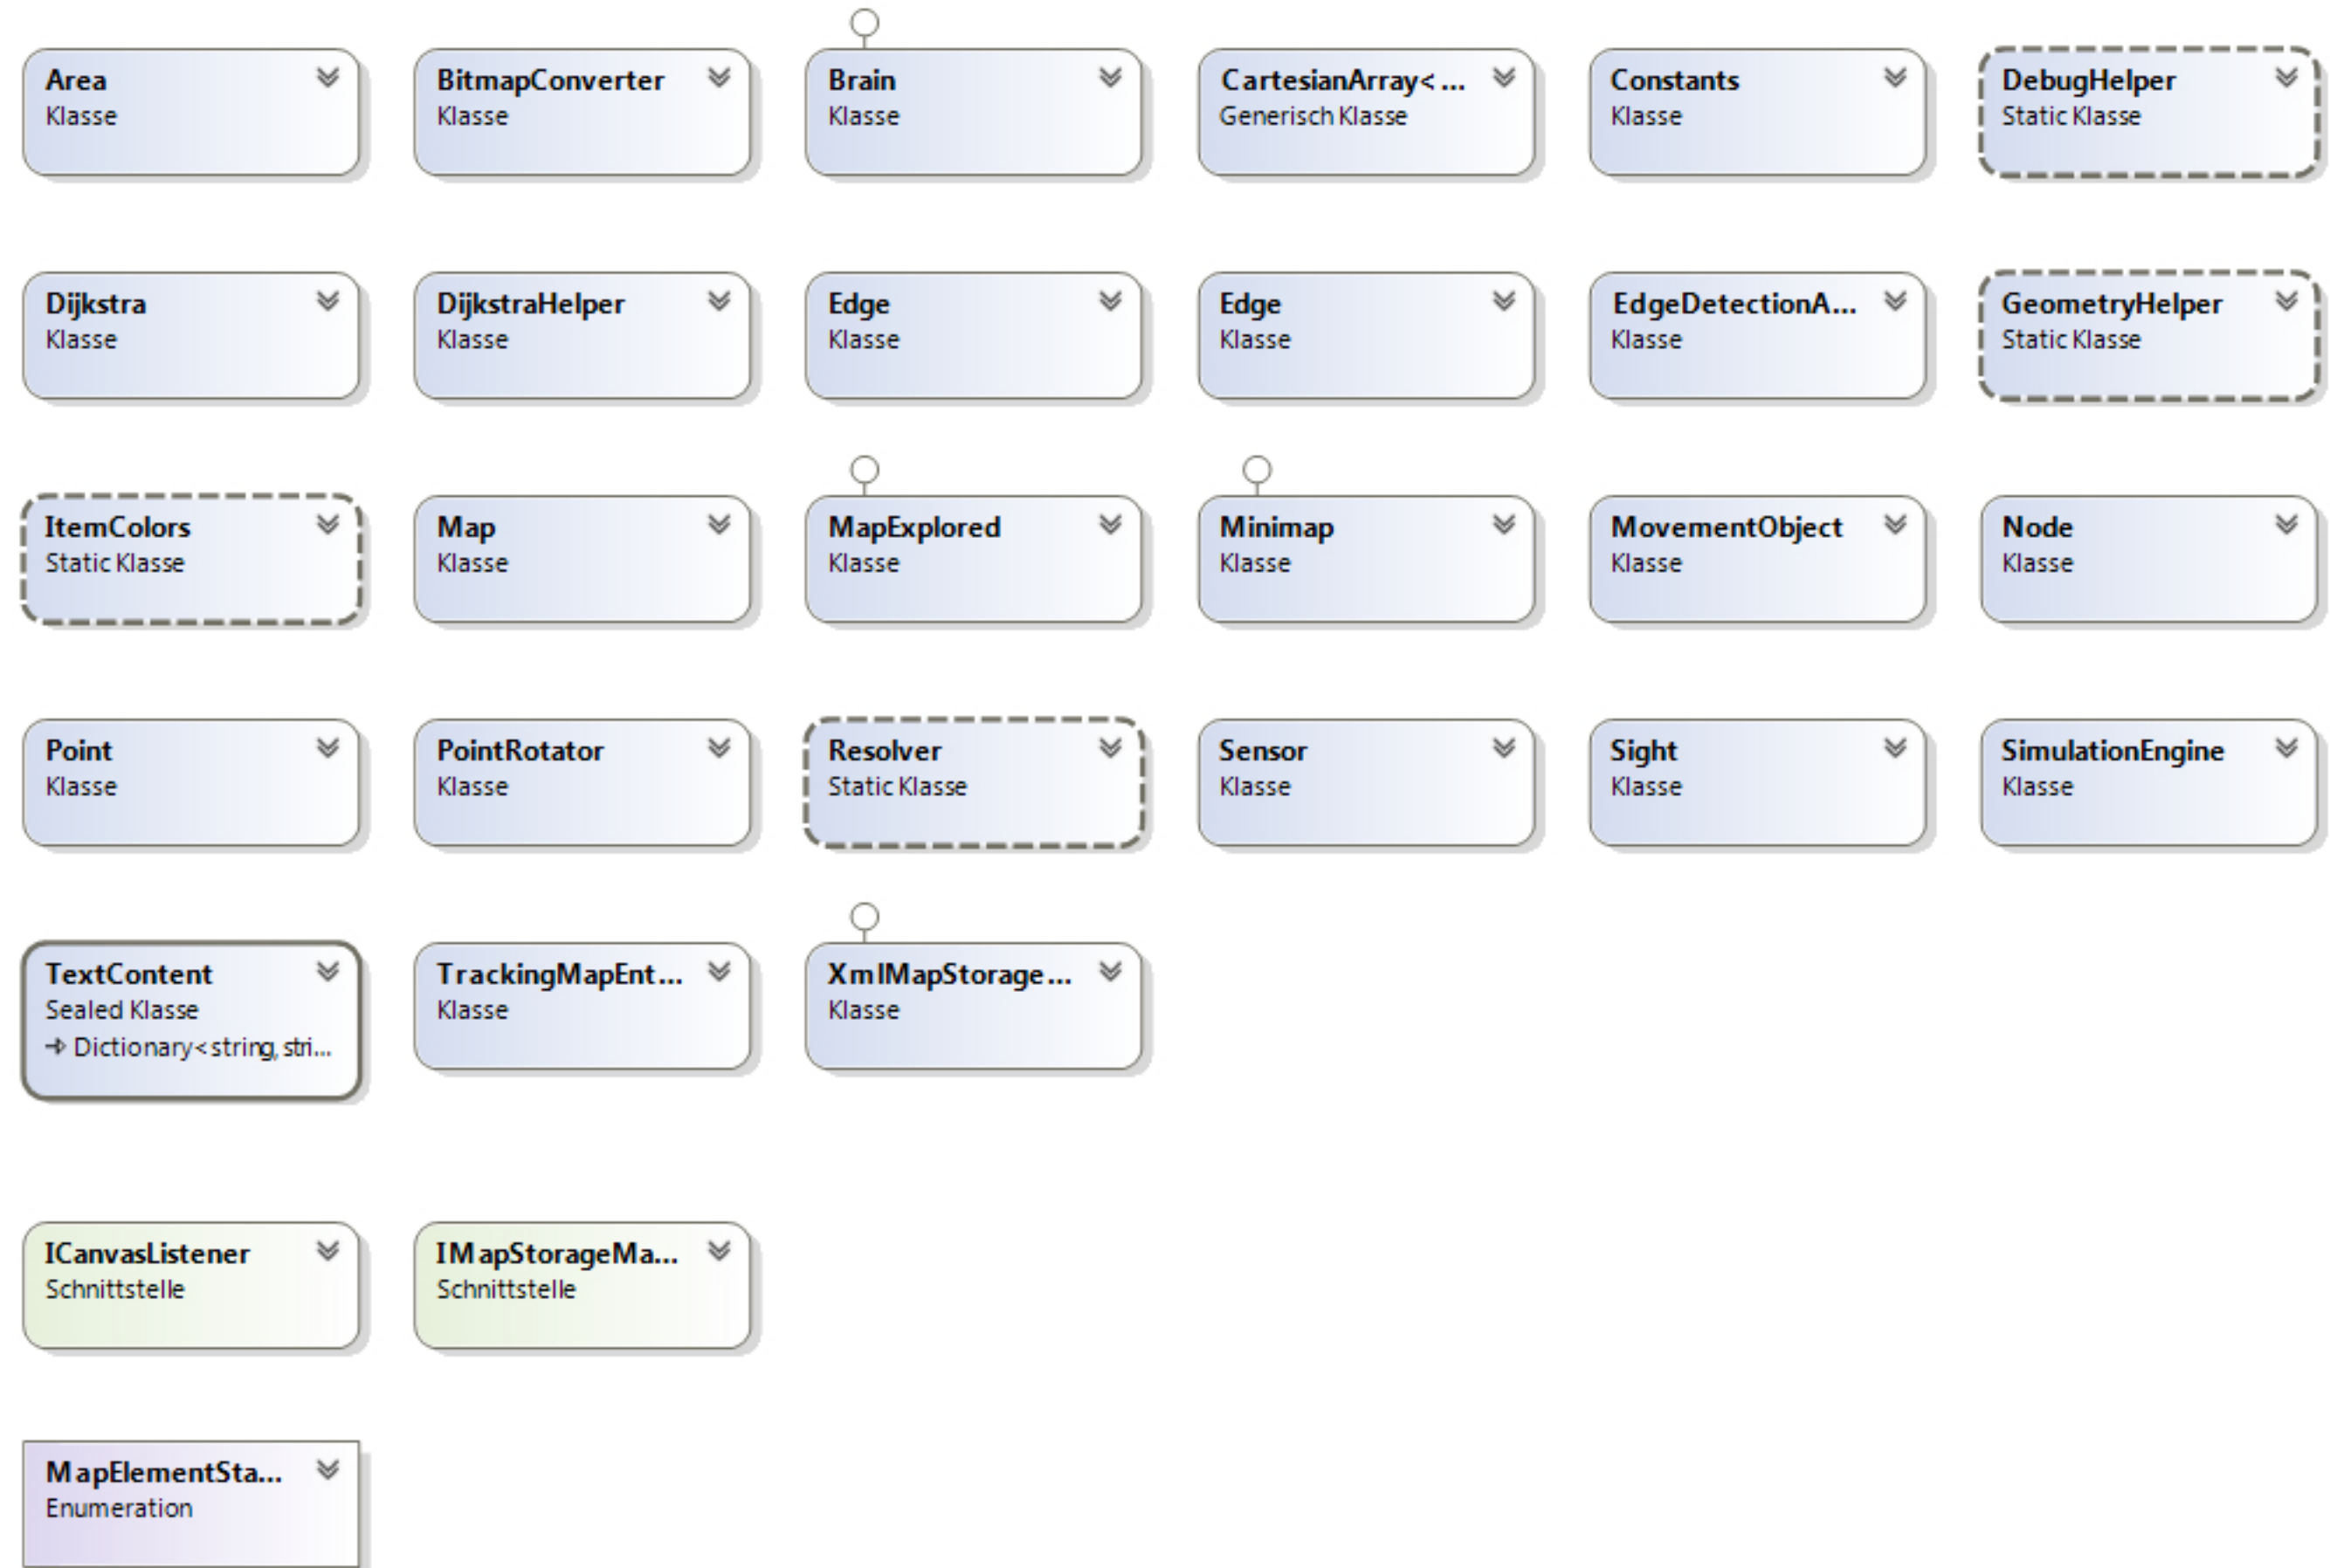 Area
Klasse
BitmapConverter
Klasse
Brain
Klasse
CartesianArray<...
Generisch Klasse
Constants
Klasse
DebugHelper
Static Klasse
Dijkstra
Klasse
DijkstraHelper
Klasse
Edge
Klasse
Edge
Klasse
EdgeDetectionA...
Klasse
GeometryHelper
Static Klasse
ItemColors
Static Klasse
Map
Klasse
MapExplored
Klasse
Minimap
Klasse
MovementObject
Klasse
Node
Klasse
Point
Klasse
PointRotator
Klasse
Resolver
Static Klasse
Sensor
Klasse
Sight
Klasse
SimulationEngine
Klasse
TextContent
Sealed Klasse
Dictionary<string, stri...
TrackingMapEnt...
Klasse
XmlMapStorage...
Klasse
ICanvasListener
Schnittstelle
IMapStorageMa...
Schnittstelle
MapElementSta...
Enumeration